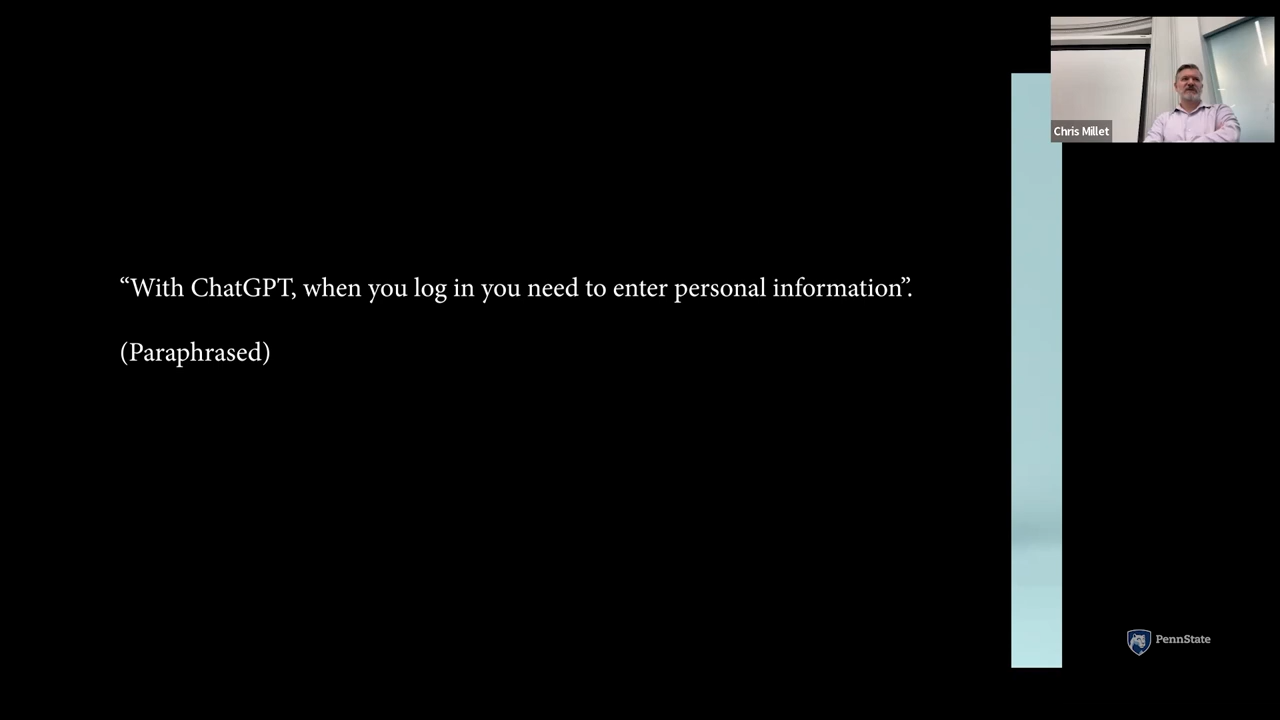 Chris Millet
“With ChatGPT, when you log in you need to enter personal information”.
(Paraphrased)
PennState